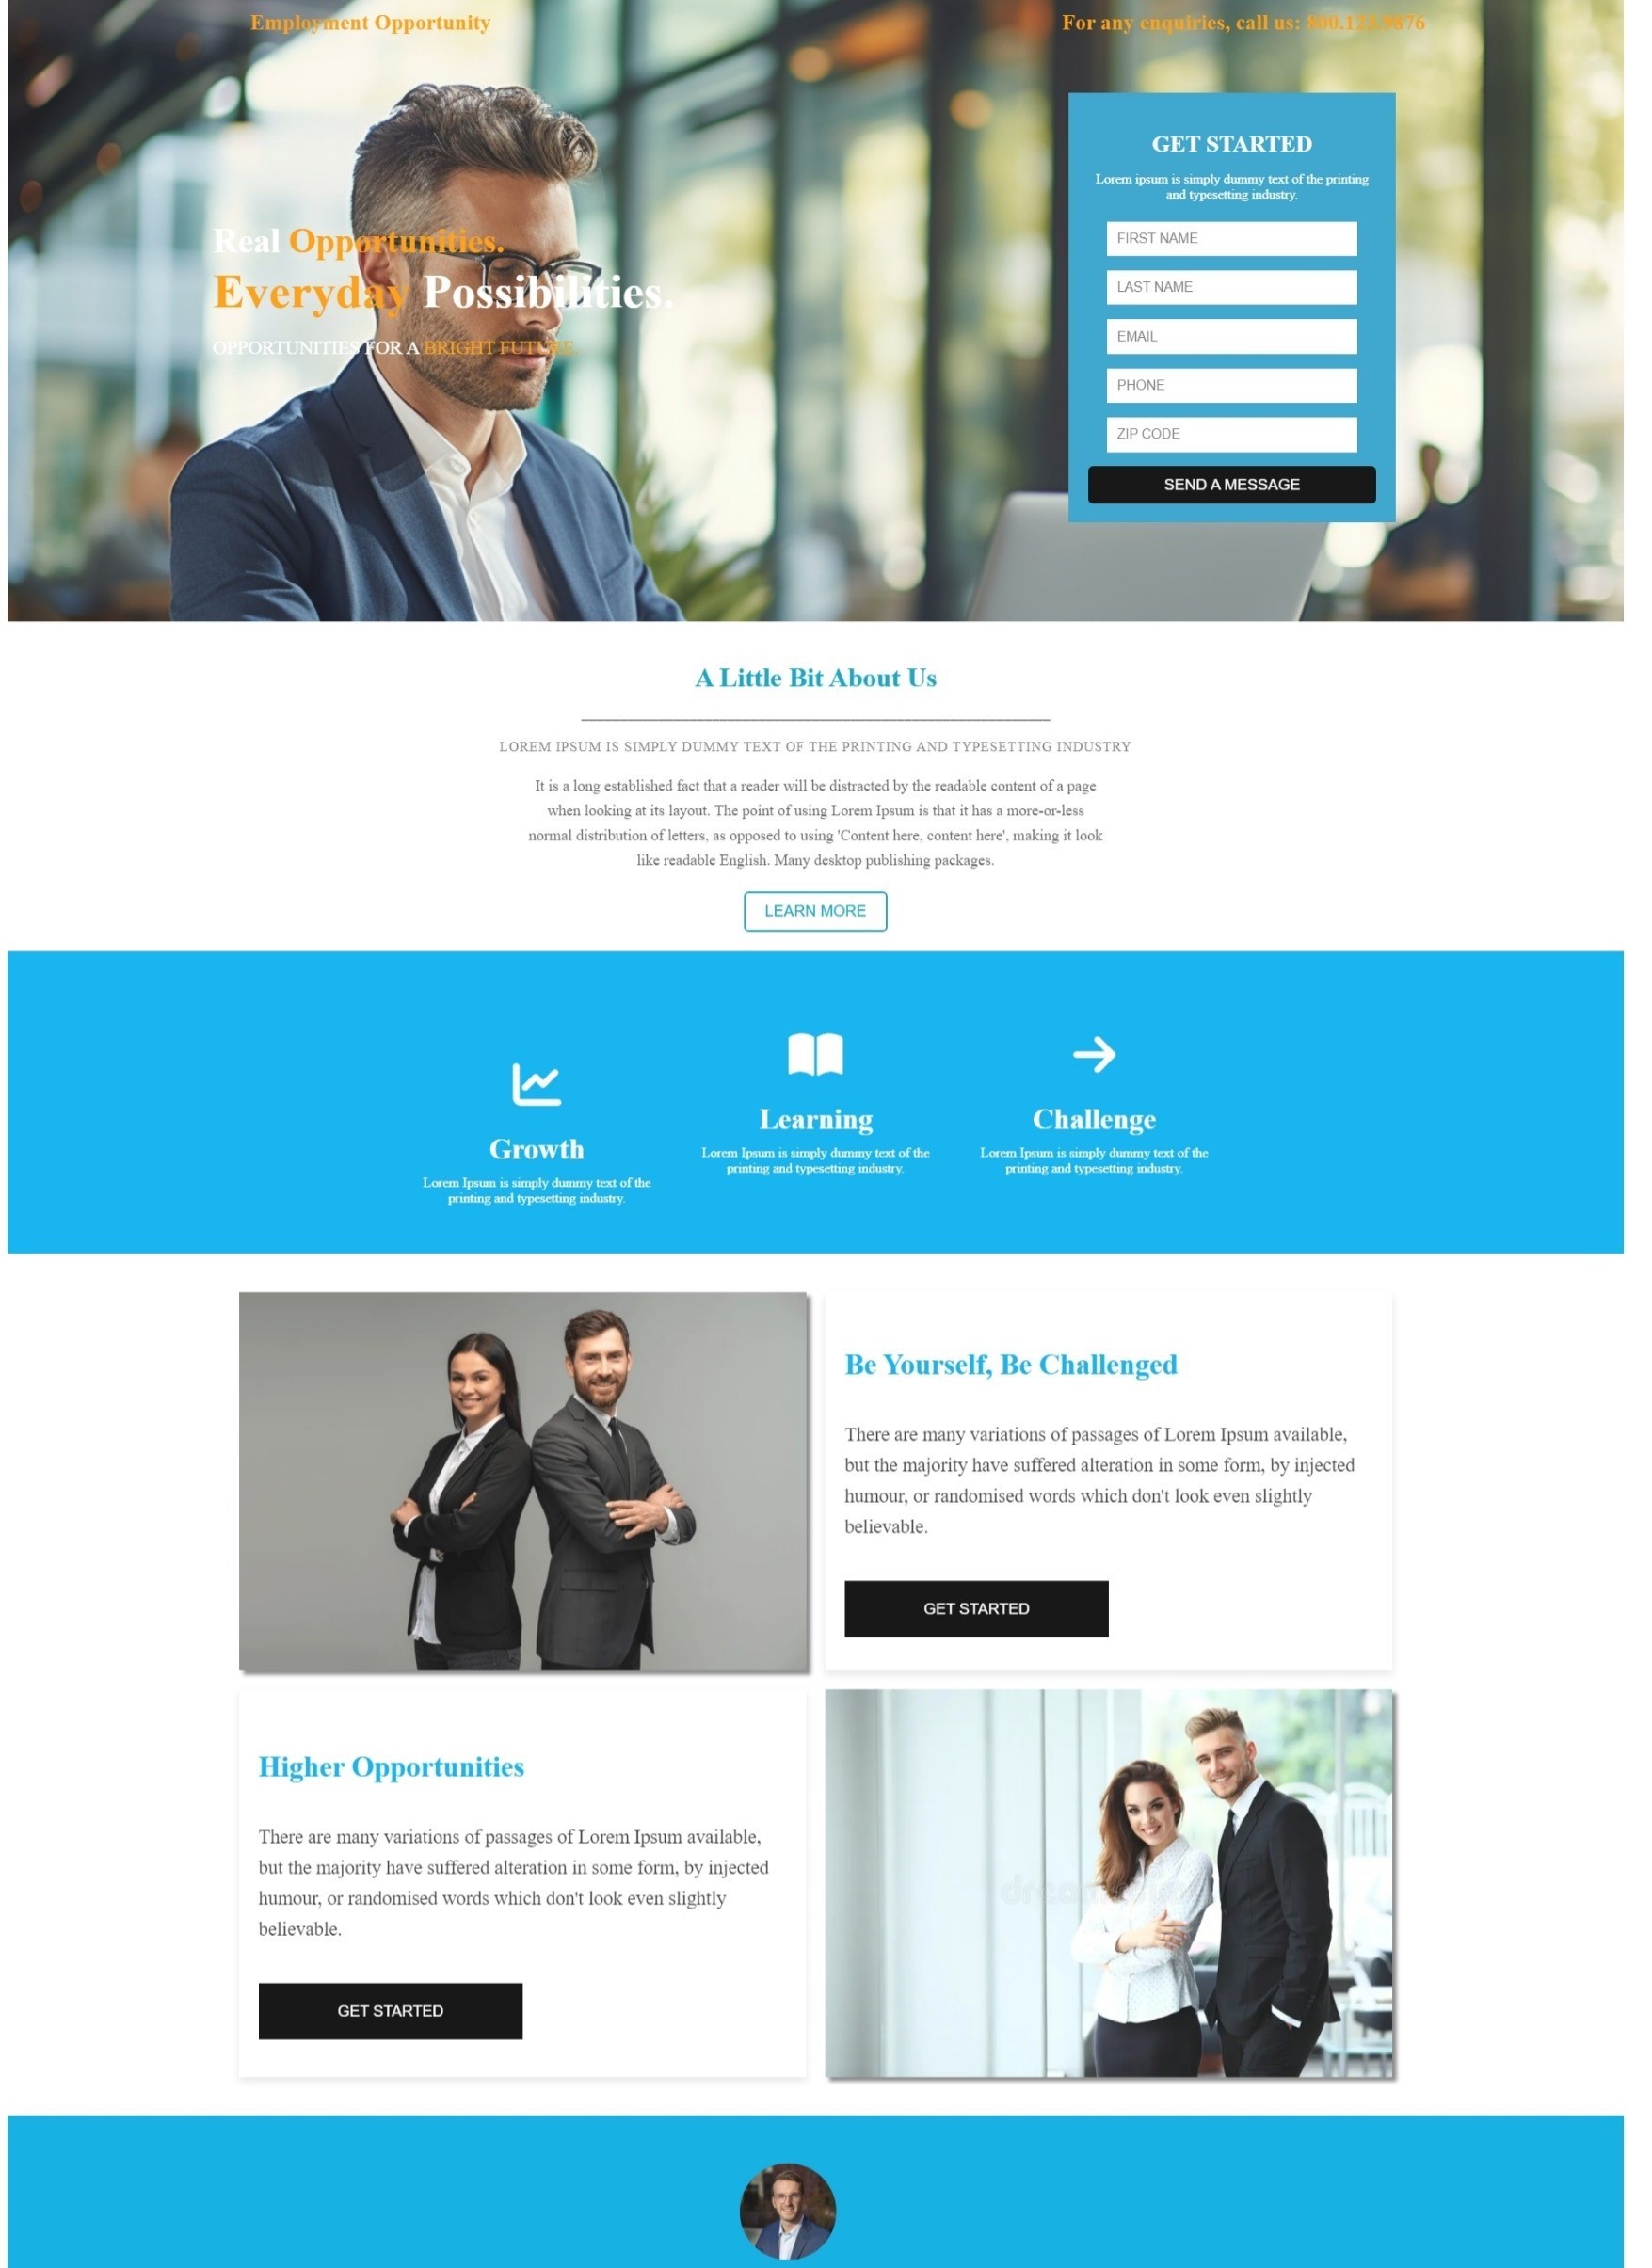 Employment Opportunity
For any enquiries, call us: 800.123.9876
Real Opportunities.
Everyday Possibilities.
OPPORTUNITIES FOR A BRIGHT FUTURE.
GET STARTED
Lorem ipsum is simply dummy text of the printing
and typesetting industry.
FIRST NAME
LAST NAME
EMAIL
PHONE
ZIP CODE
SEND A MESSAGE
A Little Bit About Us
LOREM IPSUM IS SIMPLY DUMMY TEXT OF THE PRINTING AND TYPESETTING INDUSTRY
It is a long established fact that a reader will be distracted by the readable content of a page
when looking at its layout. The point of using Lorem Ipsum is that it has a more-or-less
normal distribution of letters, as opposed to using 'Content here, content here', making it look
like readable English. Many desktop publishing packages.
LEARN MORE
Growth
Lorem Ipsum is simply dummy text of the
printing and typesetting industry.
Learning
Lorem Ipsum is simply dummy text of the
printing and typesetting industry.
Challenge
Lorem Ipsum is simply dummy text of the
printing and typesetting industry.
Be Yourself, Be Challenged
There are many variations of passages of Lorem Ipsum available,
but the majority have suffered alteration in some form, by injected
humour, or randomised words which don't look even slightly
believable.
GET STARTED
Higher Opportunities
There are many variations of passages of Lorem Ipsum available,
but the majority have suffered alteration in some form, by injected
humour, or randomised words which don't look even slightly
believable.
GET STARTED